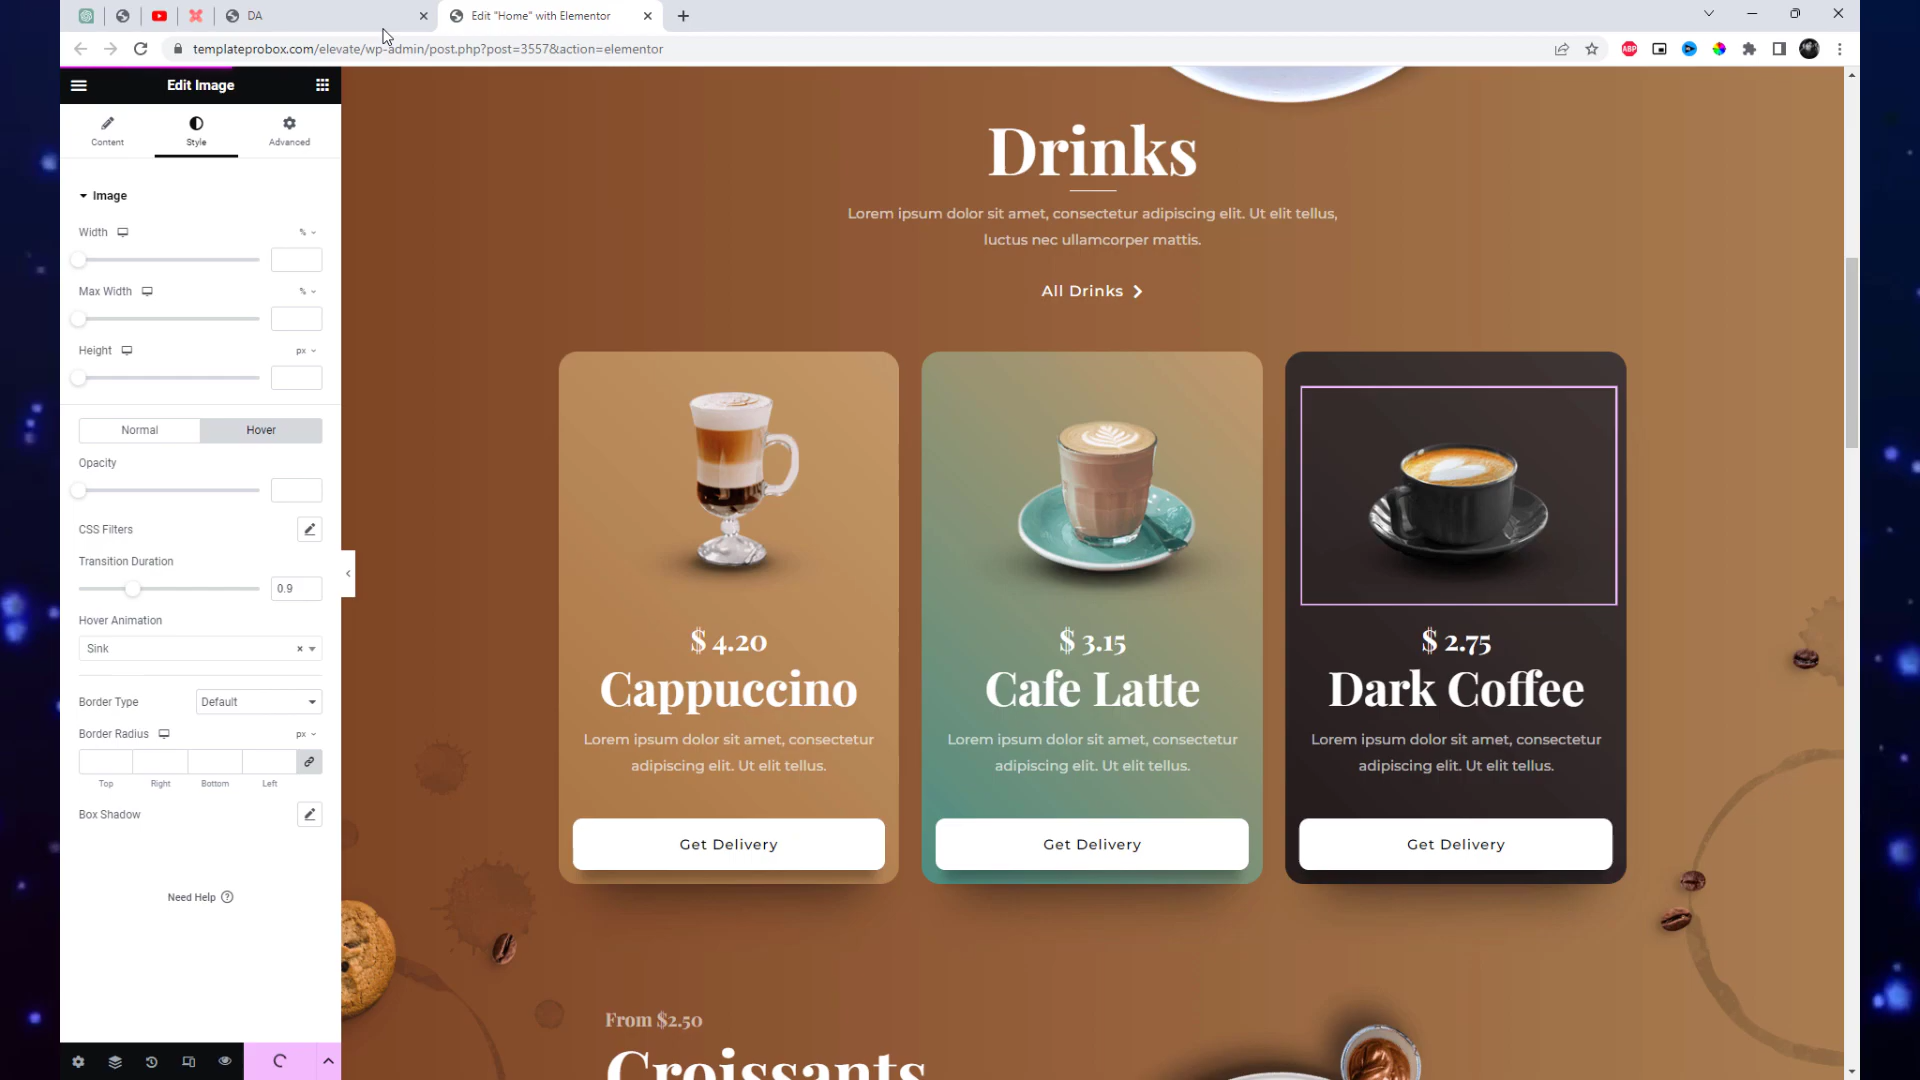 DA
Edit "Home" with Elementor
templateprobox.com/elevate/wp-admin/post.php?post=3557&action=elementor
ABP
Edit Image
Content
Style
Advanced
Image
Width
%
Max Width
%
Height
px
Normal
Hover
Opacity
CSS Filters
Transition Duration
0.9
Hover Animation
Sink
×
Border Type
Default
Border Radius
px
Top
Right
Bottom
Left
Box Shadow
Need Help ?
Drinks
Lorem ipsum dolor sit amet, consectetur adipiscing elit. Ut elit tellus,
luctus nec ullamcorper mattis.
All Drinks
$ 4.20
Cappuccino
Lorem ipsum dolor sit amet, consectetur
adipiscing elit. Ut elit tellus.
Get Delivery
$ 3.15
Cafe Latte
Lorem ipsum dolor sit amet, consectetur
adipiscing elit. Ut elit tellus.
Get Delivery
$ 2.75
Dark Coffee
Lorem ipsum dolor sit amet, consectetur
adipiscing elit. Ut elit tellus.
Get Delivery
From $2.50
Croissants